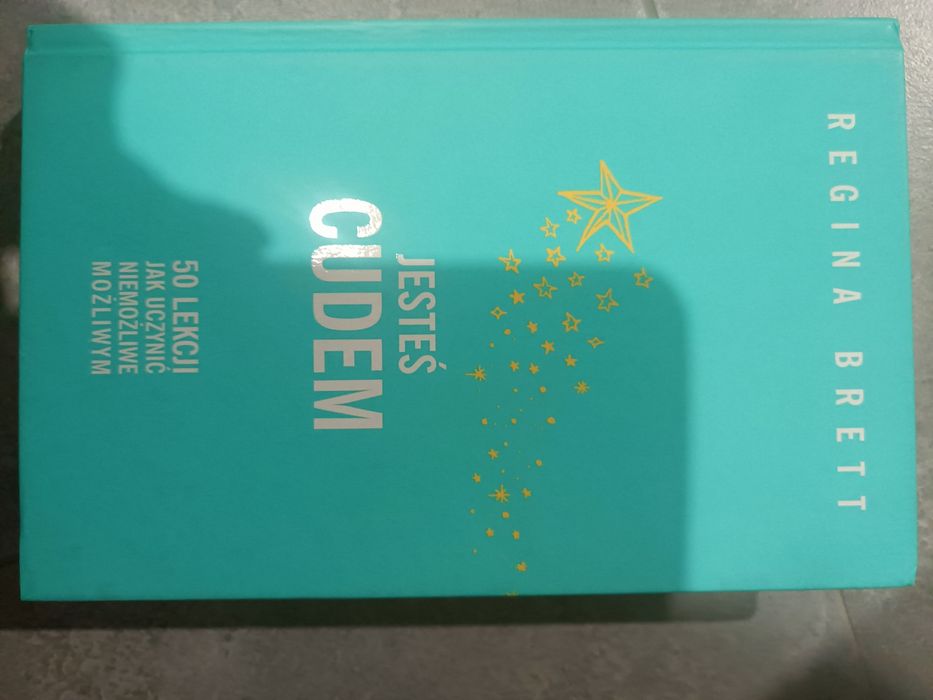 REGINA BRETT
JESTEŚ
CUDEM
50 LEKCJI
JAK UCZYNIĆ
NIEMOŻLIWE
MOŻLIWYM